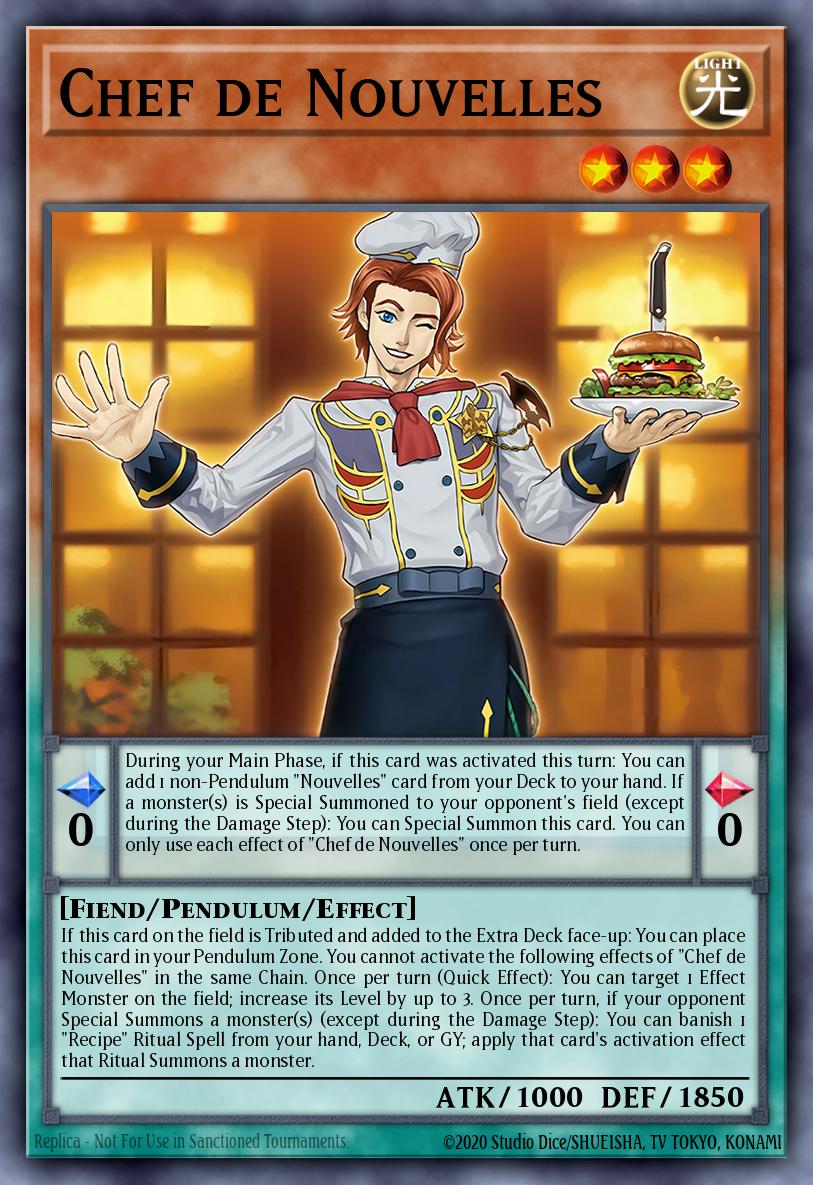 Chef de Nouvelles
LIGHT
光
During your Main Phase, if this card was activated this turn: You can
add 1 non-Pendulum "Nouvelles" card from your Deck to your hand. If
a monster(s) is Special Summoned to your opponent's field (except
during the Damage Step): You can Special Summon this card. You can
only use each effect of "Chef de Nouvelles" once per turn.
0
0
[Fiend/Pendulum/Effect]
If this card on the field is Tributed and added to the Extra Deck face-up: You can place
this card in your Pendulum Zone. You cannot activate the following effects of "Chef de
Nouvelles" in the same Chain. Once per turn (Quick Effect): You can target 1 Effect
Monster on the field; increase its Level by up to 3. Once per turn, if your opponent
Special Summons a monster(s) (except during the Damage Step): You can banish 1
"Recipe" Ritual Spell from your hand, Deck, or GY; apply that card's activation effect
that Ritual Summons a monster.
ATK/1000 DEF/1850
Replica - Not For Use in Sanctioned Tournaments.
©2020 Studio Dice/SHUEISHA, TV TOKYO, KONAMI